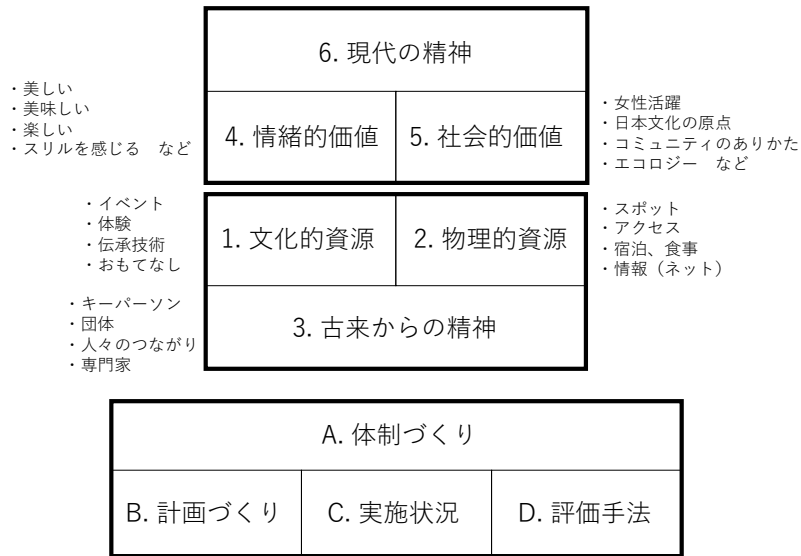 6. 現代の精神
・美しい
・美味しい
・楽しい
・スリルを感じる　など
4. 情緒的価値
5. 社会的価値
・女性活躍
・日本文化の原点
・コミュニティのありかた
・エコロジー　など
・イベント
・体験
・伝承技術
・おもてなし
1. 文化的資源
2. 物理的資源
・スポット
・アクセス
・宿泊、食事
・情報（ネット）
・キーパーソン
・団体
・人々のつながり
・専門家
3. 古来からの精神
A. 体制づくり
B. 計画づくり
C. 実施状況
D. 評価手法